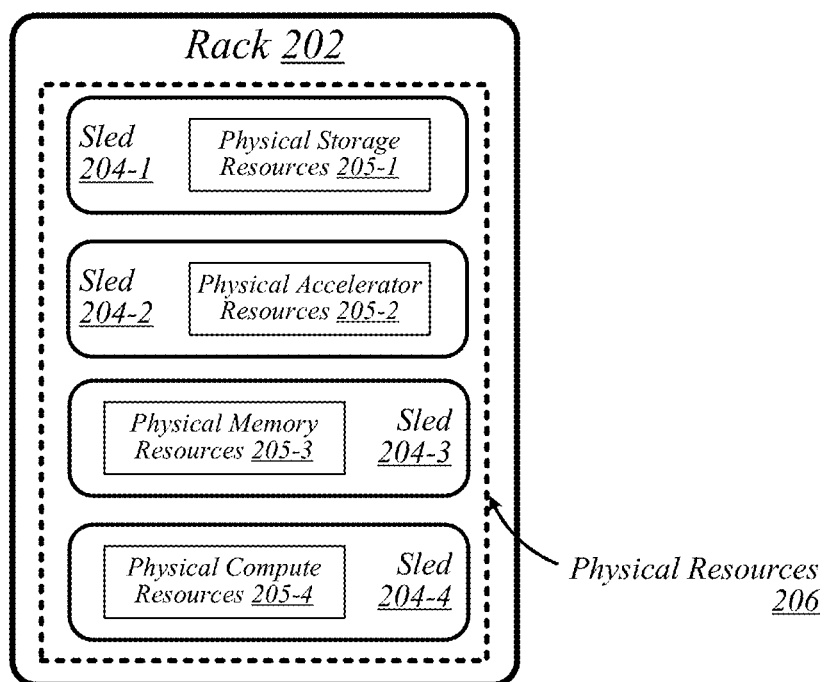 Rack 202
Sled
204-1
Physical Storage
Resources 205-1
Sled
204-2
Physical Accelerator
Resources 205-2
Physical Memory
Resources 205-3
Sled
204-3
Physical Compute
Resources 205-4
Sled
204-4
Physical Resources
206